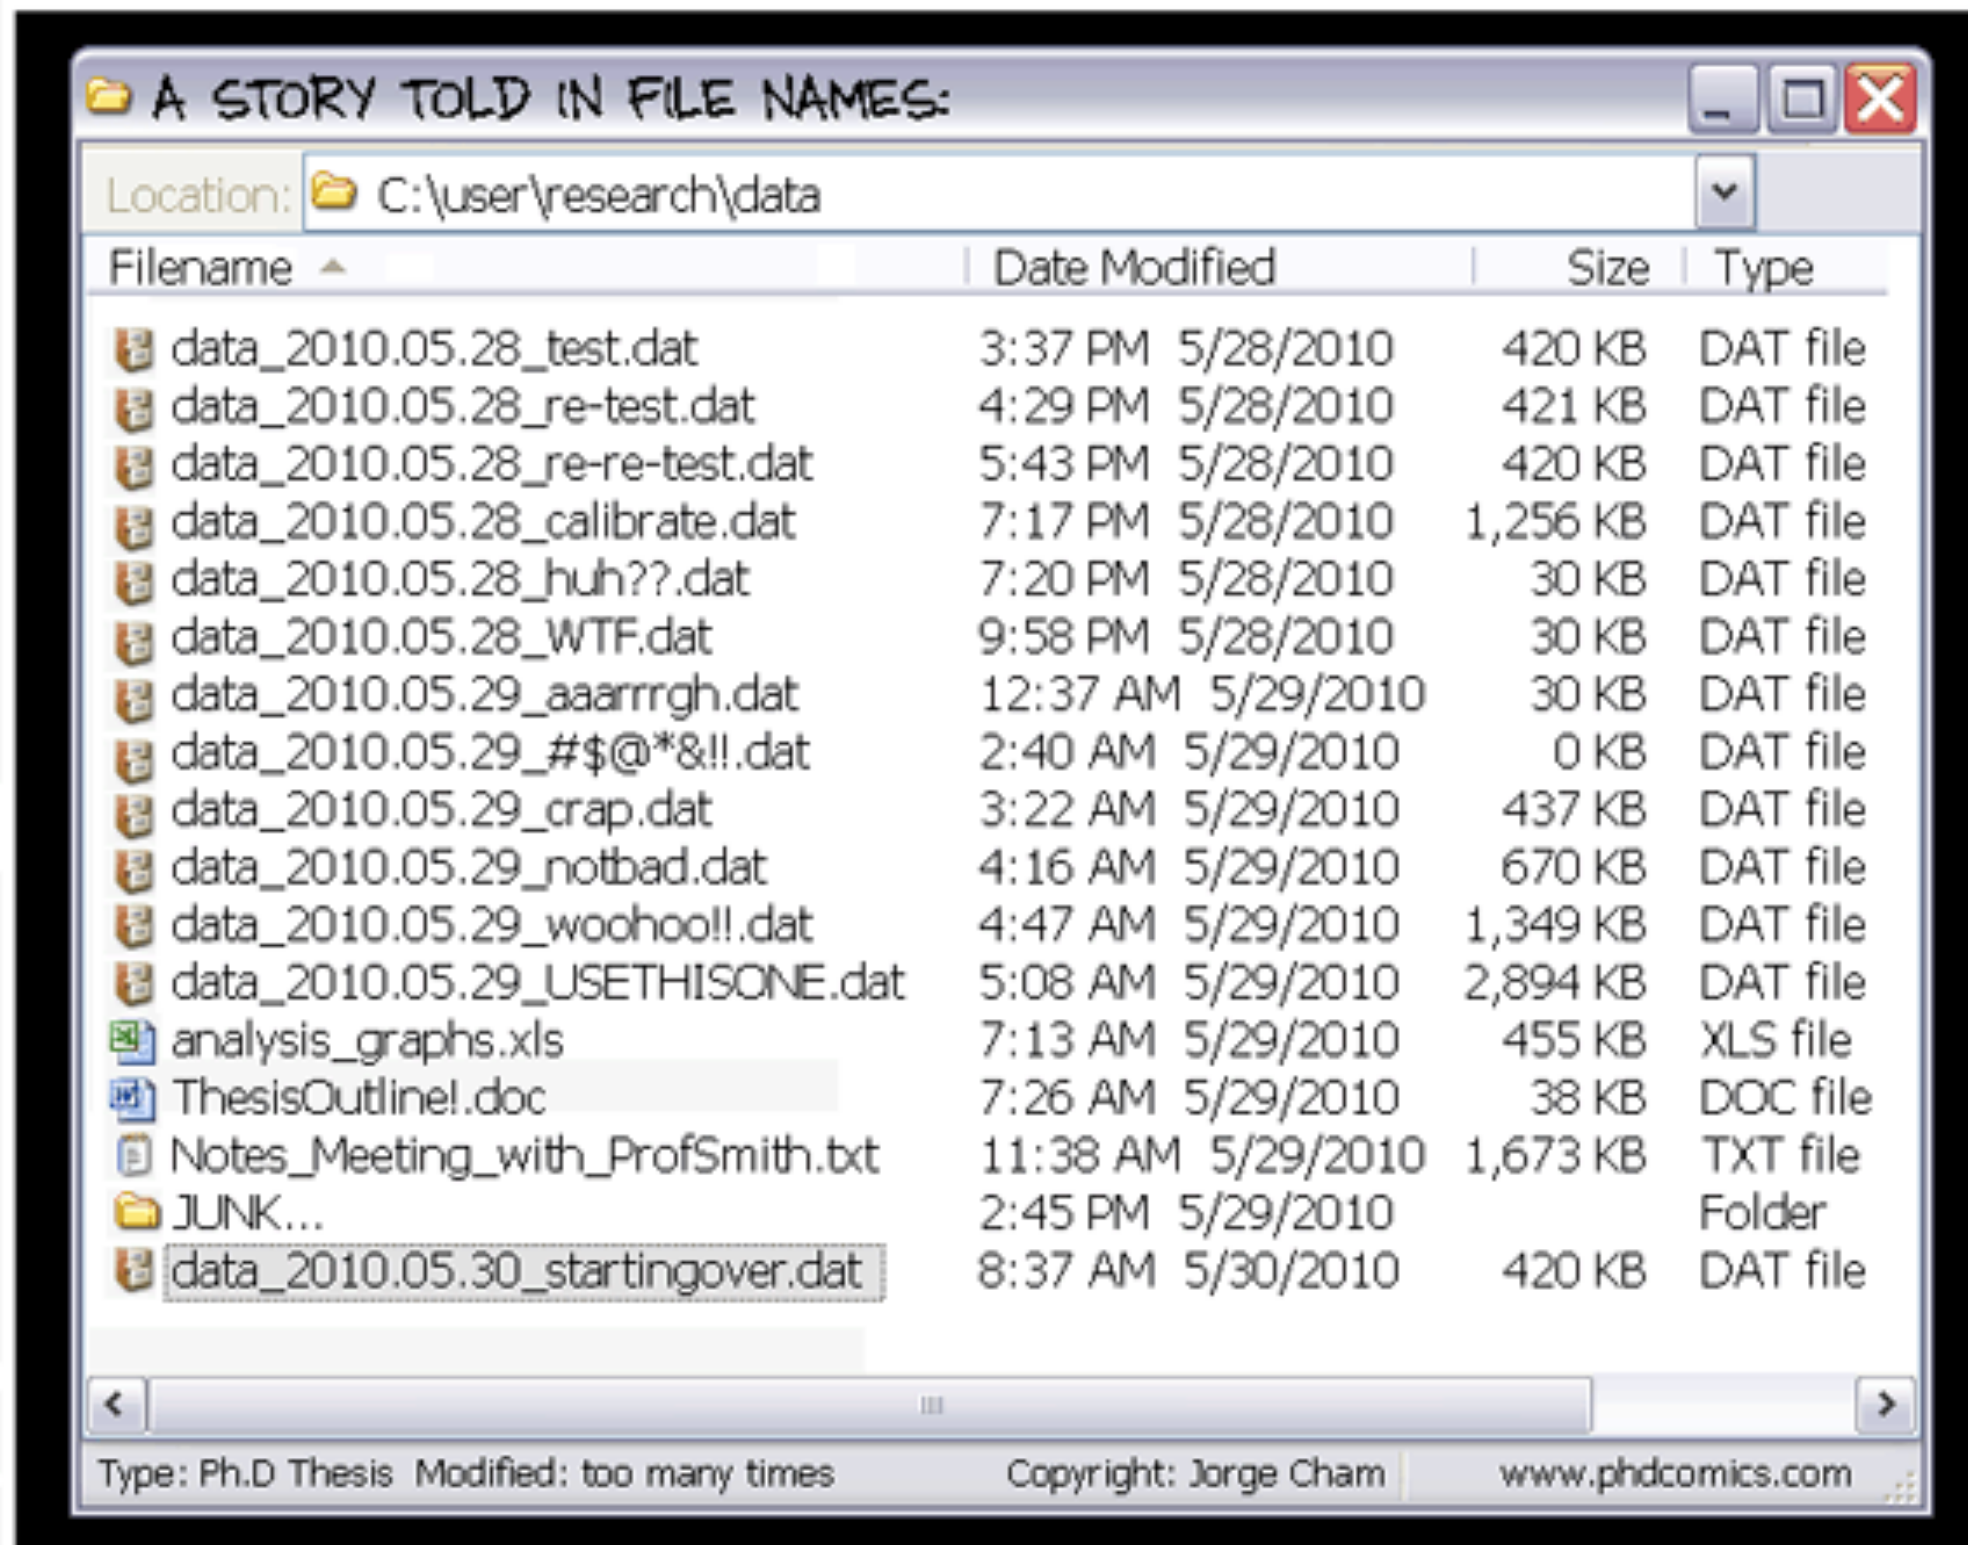 A STORY TOLD IN FILE NAMES:
Location: C:\user\research\data
Filename Date Modified Size Type
data_2010.05.28_test.dat 3:37 PM 5/28/2010 420 KB DAT file
data_2010.05.28_re-test.dat 4:29 PM 5/28/2010 421 KB DAT file
data_2010.05.28_re-re-test.dat 5:43 PM 5/28/2010 420 KB DAT file
data_2010.05.28_calibrate.dat 7:17 PM 5/28/2010 1,256 KB DAT file
data_2010.05.28_huh??.dat 7:20 PM 5/28/2010 30 KB DAT file
data_2010.05.28_WTF.dat 9:58 PM 5/28/2010 30 KB DAT file
data_2010.05.29_aaarrrgh.dat 12:37 AM 5/29/2010 30 KB DAT file
data_2010.05.29_#$@*&!!.dat 2:40 AM 5/29/2010 0 KB DAT file
data_2010.05.29_crap.dat 3:22 AM 5/29/2010 437 KB DAT file
data_2010.05.29_notbad.dat 4:16 AM 5/29/2010 670 KB DAT file
data_2010.05.29_woohoo!!.dat 4:47 AM 5/29/2010 1,349 KB DAT file
data_2010.05.29_USETHISONE.dat 5:08 AM 5/29/2010 2,894 KB DAT file
analysis_graphs.xls 7:13 AM 5/29/2010 455 KB XLS file
ThesisOutline!.doc 7:26 AM 5/29/2010 38 KB DOC file
Notes_Meeting_with_ProfSmith.txt 11:38 AM 5/29/2010 1,673 KB TXT file
JUNK... 2:45 PM 5/29/2010 Folder
data_2010.05.30_startingover.dat 8:37 AM 5/30/2010 420 KB DAT file
Type: Ph.D Thesis Modified: too many times Copyright: Jorge Cham www.phdcomics.com